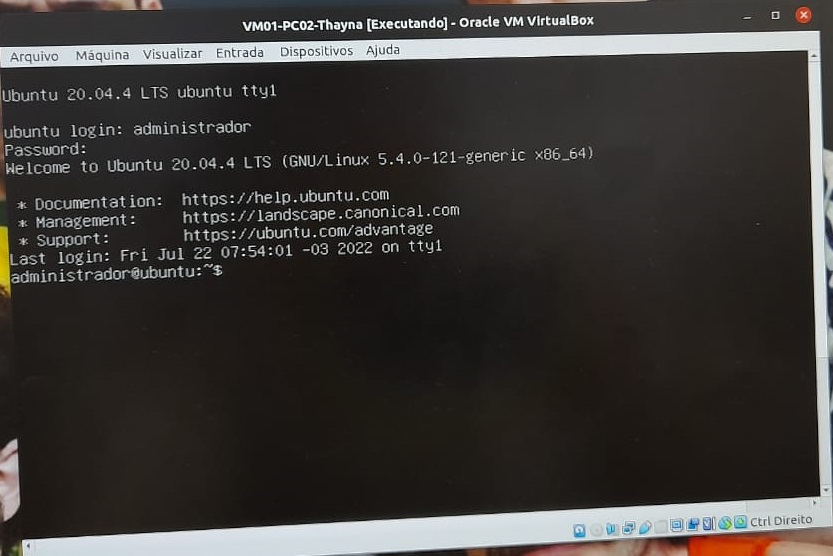 VM01-PC02-Thayna [Executando] - Oracle VM VirtualBox
Arquivo Máquina Visualizar Entrada Dispositivos Ajuda
Ubuntu 20.04.4 LTS ubuntu tty1
ubuntu login: administrador
Password:
Welcome to Ubuntu 20.04.4 LTS (GNU/Linux 5.4.0-121-generic x86_64)
* Documentation: https://help.ubuntu.com
* Management: https://landscape.canonical.com
* Support: https://ubuntu.com/advantage
Last login: Fri Jul 22 07:54:01 -03 2022 on tty1
administrador@ubuntu:~$
Ctrl Direito